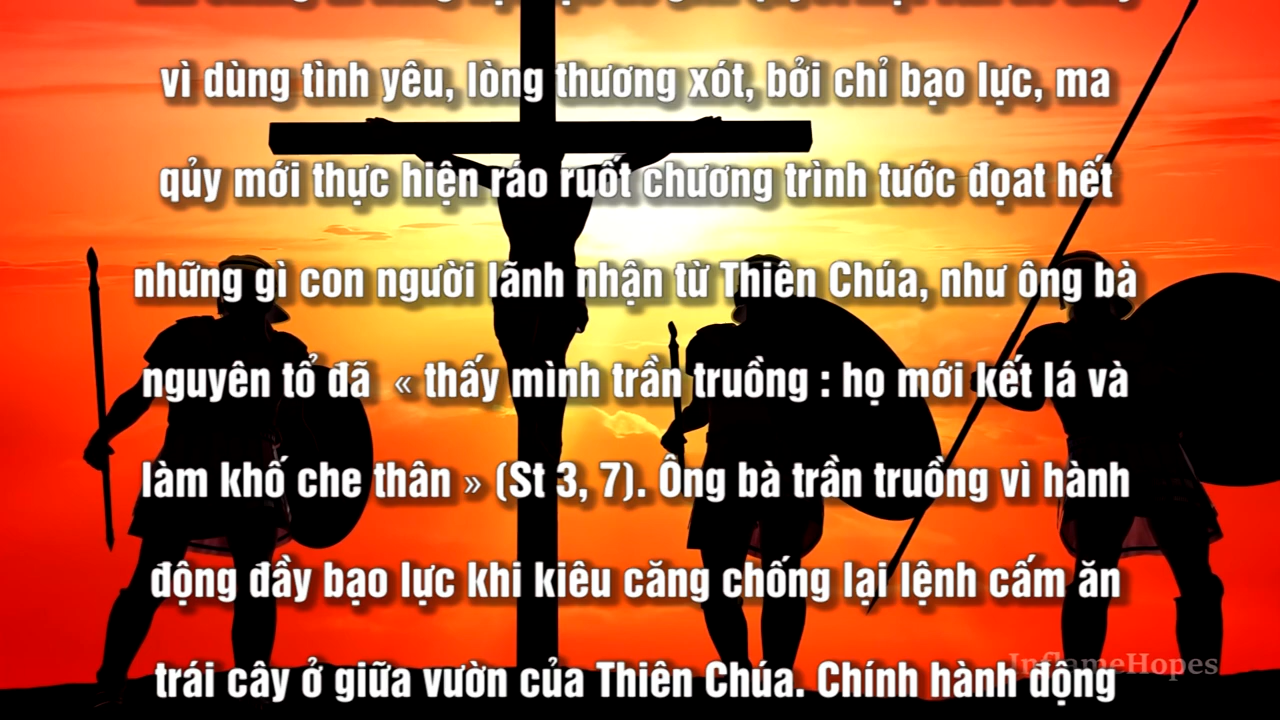 vì dùng tình yêu, lòng thương xót, bởi chỉ bạo lực, ma
qủy mới thực hiện ráo ruốt chương trình tước đọat hết
những gì con người lãnh nhận từ Thiên Chúa, như ông bà
nguyên tổ đã « thấy mình trần truồng : họ mới kết lá và
làm khố che thân » (St 3, 7). Ông bà trần truồng vì hành
động đầy bạo lực khi kiêu căng chống lại lệnh cấm ăn
trái cây ở giữa vườn của Thiên Chúa. Chính hành động
InflameHopes